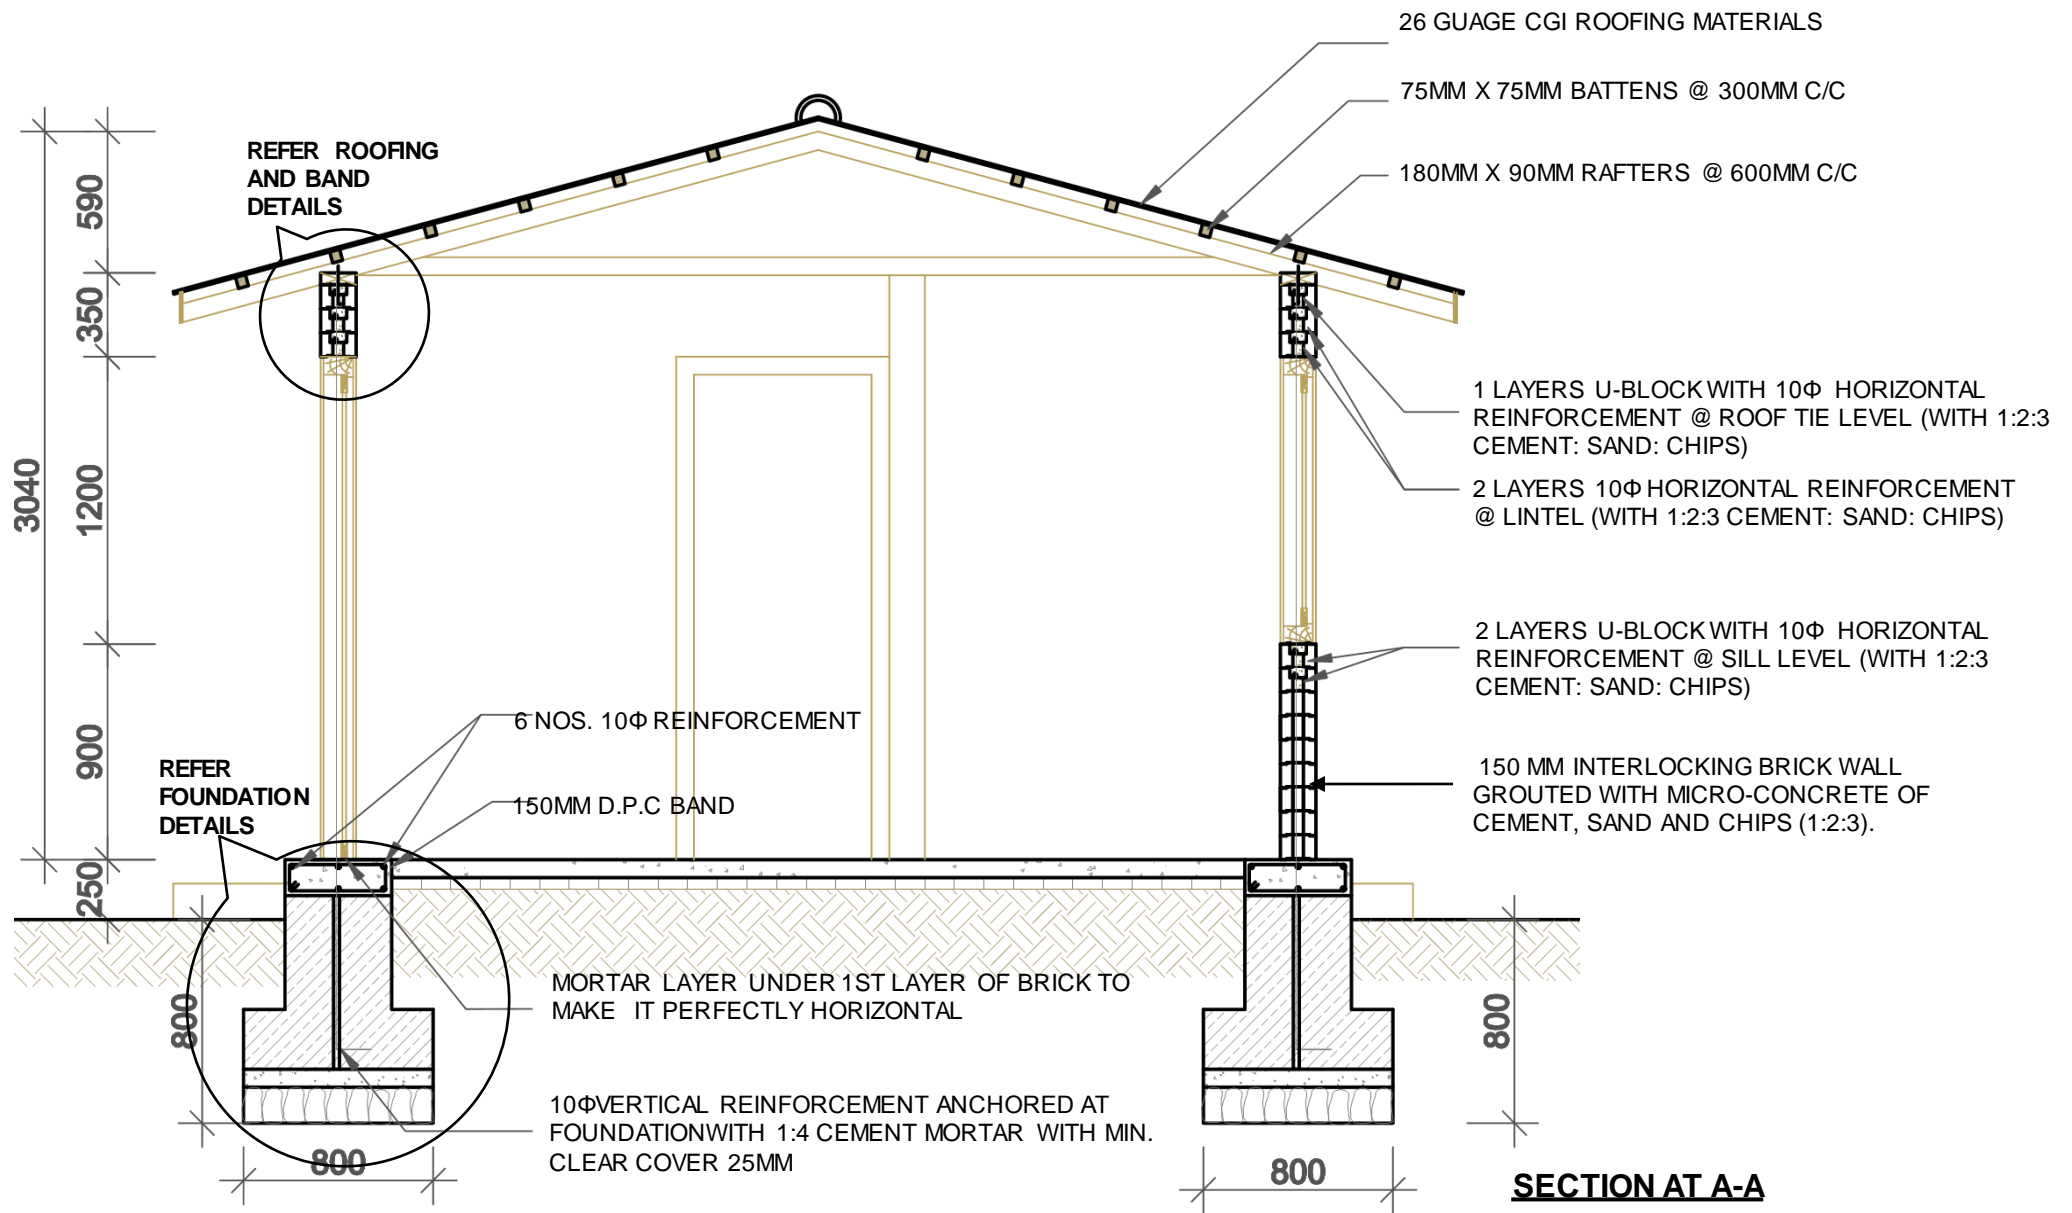 26 GUAGE CGI ROOFING MATERIALS
75MM X 75MM BATTENS @ 300MM C/C
180MM X 90MM RAFTERS @ 600MM C/C
REFER ROOFING
AND BAND
DETAILS
590
350
3040
1200
900
250
1 LAYERS U-BLOCK WITH 10Φ HORIZONTAL
REINFORCEMENT @ ROOF TIE LEVEL (WITH 1:2:3
CEMENT: SAND: CHIPS)
2 LAYERS 10Φ HORIZONTAL REINFORCEMENT
@ LINTEL (WITH 1:2:3 CEMENT: SAND: CHIPS)
2 LAYERS U-BLOCK WITH 10Φ HORIZONTAL
REINFORCEMENT @ SILL LEVEL (WITH 1:2:3
CEMENT: SAND: CHIPS)
6 NOS. 10Φ REINFORCEMENT
150MM D.P.C BAND
REFER
FOUNDATION
DETAILS
150 MM INTERLOCKING BRICK WALL
GROUTED WITH MICRO-CONCRETE OF
CEMENT, SAND AND CHIPS (1:2:3).
MORTAR LAYER UNDER 1ST LAYER OF BRICK TO
MAKE IT PERFECTLY HORIZONTAL
800
800
10Φ VERTICAL REINFORCEMENT ANCHORED AT
FOUNDATION WITH 1:4 CEMENT MORTAR WITH MIN.
CLEAR COVER 25MM
800
800
SECTION AT A-A